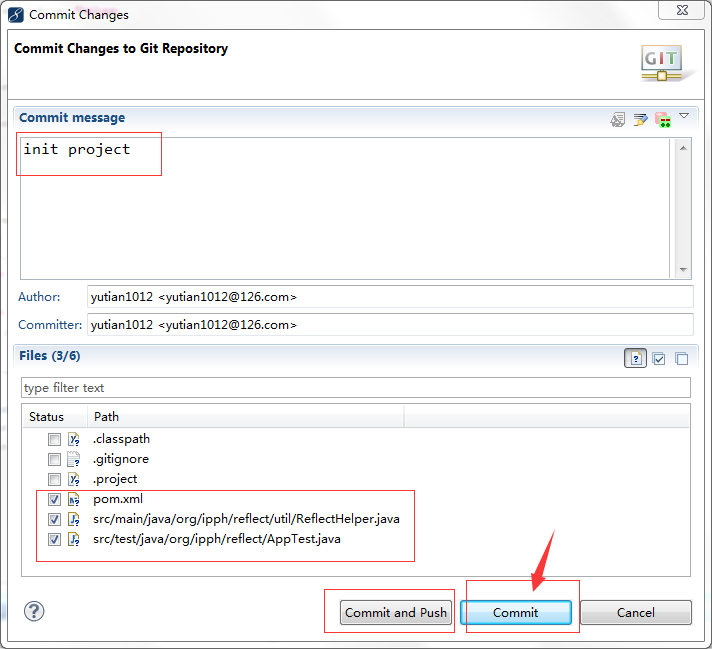 Commit Changes
Commit Changes to Git Repository
GIT
Commit message
init project
Author: yutian1012 <yutian1012@126.com>
Committer: yutian1012 <yutian1012@126.com>
Files (3/6)
type filter text
Status Path
.classpath
.gitignore
.project
pom.xml
src/main/java/org/ipph/reflect/util/ReflectHelper.java
src/test/java/org/ipph/reflect/AppTest.java
Commit and Push Commit Cancel